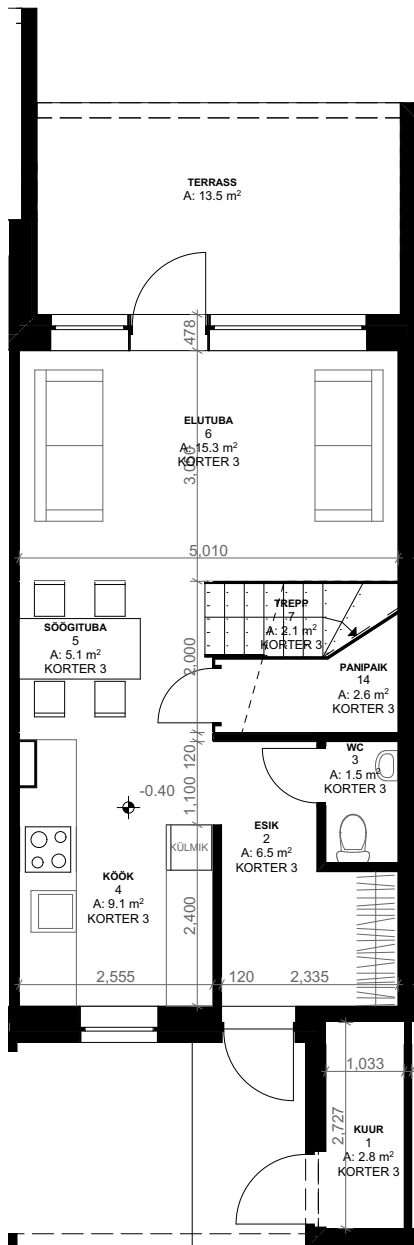 TERRASS
A: 13.5 m²
478
ELUTUBA
6
A: 15.3 m²
KORTER 3
5,010
TREPP
7
A: 2.1 m²
KORTER 3
SÖÖGITUBA
5
A: 5.1 m²
KORTER 3
2,000
PANIPAIK
14
A: 2.6 m²
KORTER 3
120
WC
3
A: 1.5 m²
KORTER 3
-0.40
1,100
ESIK
2
A: 6.5 m²
KORTER 3
KÜLMIK
KÖÖK
4
A: 9.1 m²
KORTER 3
2,400
2,555
120
2,335
1,033
2,727
KUUR
1
A: 2.8 m²
KORTER 3